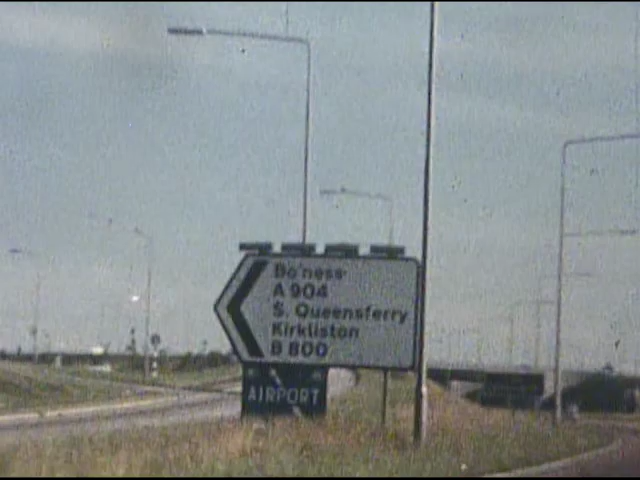 Bo'ness
A 904
S. Queensferry
Kirkliston
B 800
AIRPORT